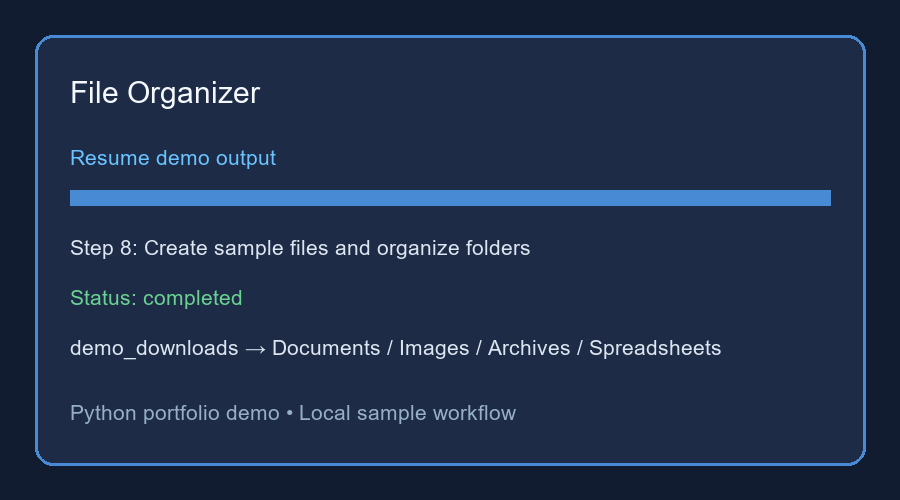 File Organizer
Resume demo output
Step 8: Create sample files and organize folders
Status: completed
demo_downloads → Documents / Images / Archives / Spreadsheets
Python portfolio demo • Local sample workflow